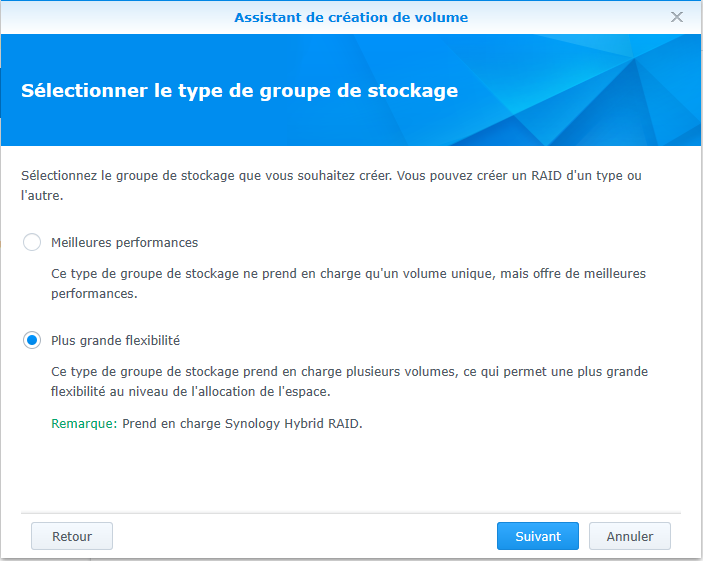 Assistant de création de volume
Sélectionner le type de groupe de stockage
Sélectionnez le groupe de stockage que vous souhaitez créer. Vous pouvez créer un RAID d'un type ou
l'autre.
Meilleures performances
Ce type de groupe de stockage ne prend en charge qu'un volume unique, mais offre de meilleures
performances.
Plus grande flexibilité
Ce type de groupe de stockage prend en charge plusieurs volumes, ce qui permet une plus grande
flexibilité au niveau de l'allocation de l'espace.
Remarque: Prend en charge Synology Hybrid RAID.
Retour
Suivant
Annuler